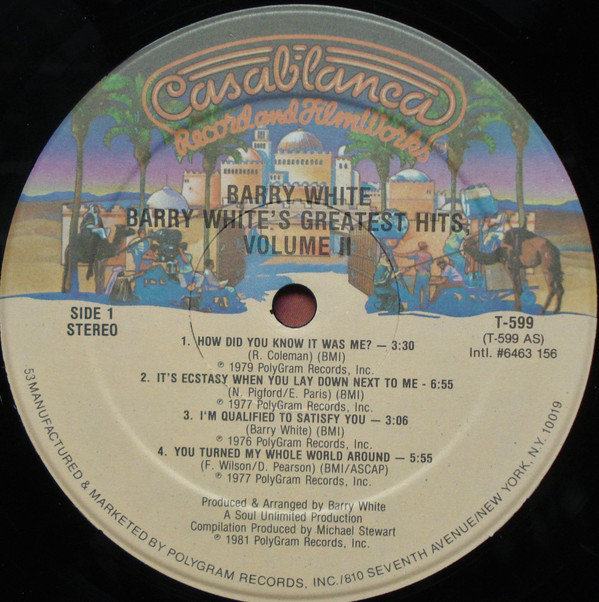 Casablanca
Record and FilmWorks
BARRY WHITE
BARRY WHITE'S GREATEST HITS
VOLUME II
SIDE 1
STEREO
T-599
(T-599 AS)
Intl. #6463 156
1. HOW DID YOU KNOW IT WAS ME? — 3:30
(R. Coleman) (BMI)
℗ 1979 PolyGram Records, Inc.
2. IT'S ECSTASY WHEN YOU LAY DOWN NEXT TO ME - 6:55
(N. Pigford/E. Paris) (BMI)
℗ 1977 PolyGram Records, Inc.
3. I'M QUALIFIED TO SATISFY YOU — 3:06
(Barry White) (BMI)
℗ 1976 PolyGram Records, Inc.
4. YOU TURNED MY WHOLE WORLD AROUND — 5:55
(F. Wilson/D. Pearson) (BMI/ASCAP)
℗ 1977 PolyGram Records, Inc.
Produced & Arranged by Barry White
A Soul Unlimited Production
Compilation Produced by Michael Stewart
℗ 1981 PolyGram Records, Inc.
53 MANUFACTURED & MARKETED BY POLYGRAM RECORDS, INC./810 SEVENTH AVENUE/NEW YORK, N.Y. 10019